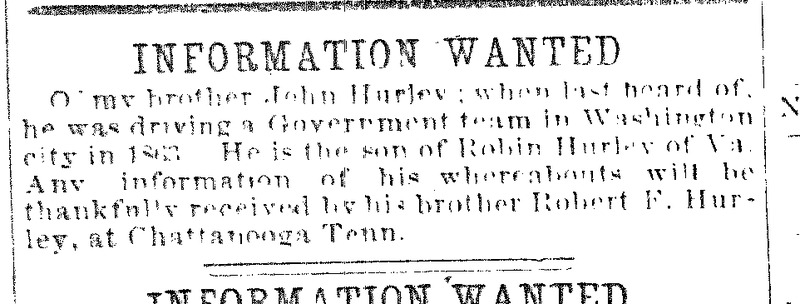 INFORMATION WANTED
Of my brother John Hurley; when last heard of,
he was driving a Government team in Washington
city in 1863 He is the son of Robin Hurley of Va.
Any information of his whereabouts will be
thankfully received by his brother Robert F. Hur-
ley, at Chattanooga Tenn.
INFORMATION WANTED